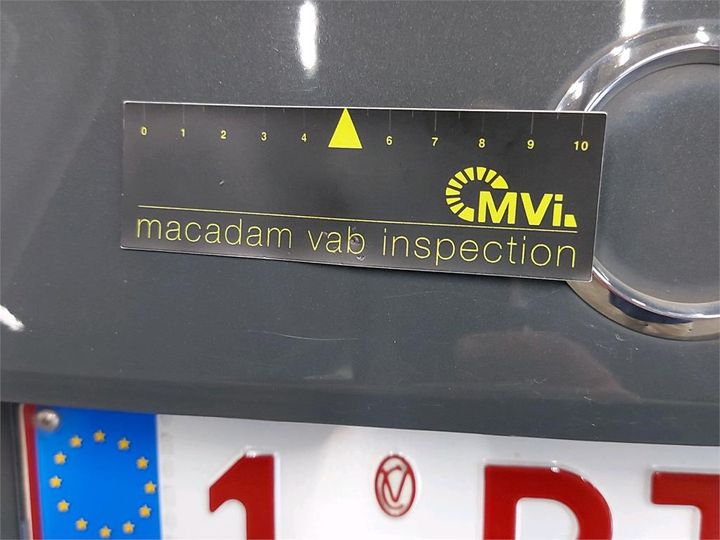 0 1 2 3 4 6 7 8 9 10
MVi.
macadam vab inspection
1